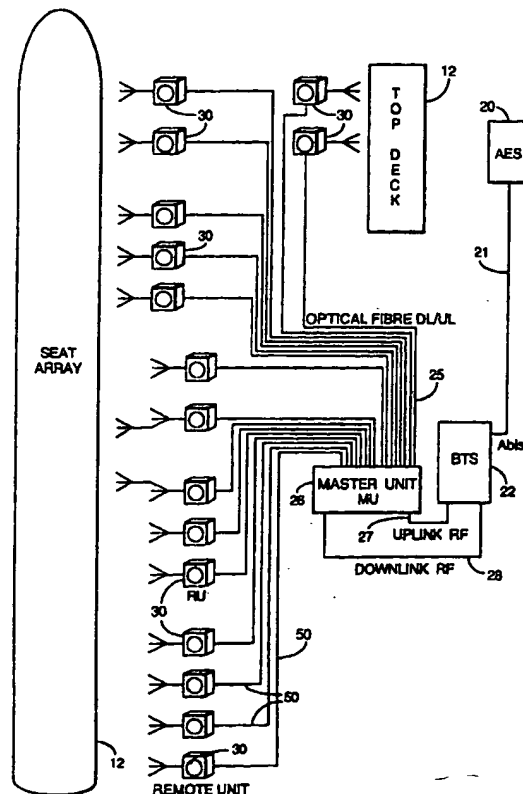 12
20
TOP DECK
AES
30
30
21
30
OPTICAL FIBRE DL/UL
SEAT ARRAY
25
Abis
BTS
26
MASTER UNIT
MU
22
27
UPLINK RF
DOWNLINK RF
28
RU
30
50
50
30
12
REMOTE UNIT